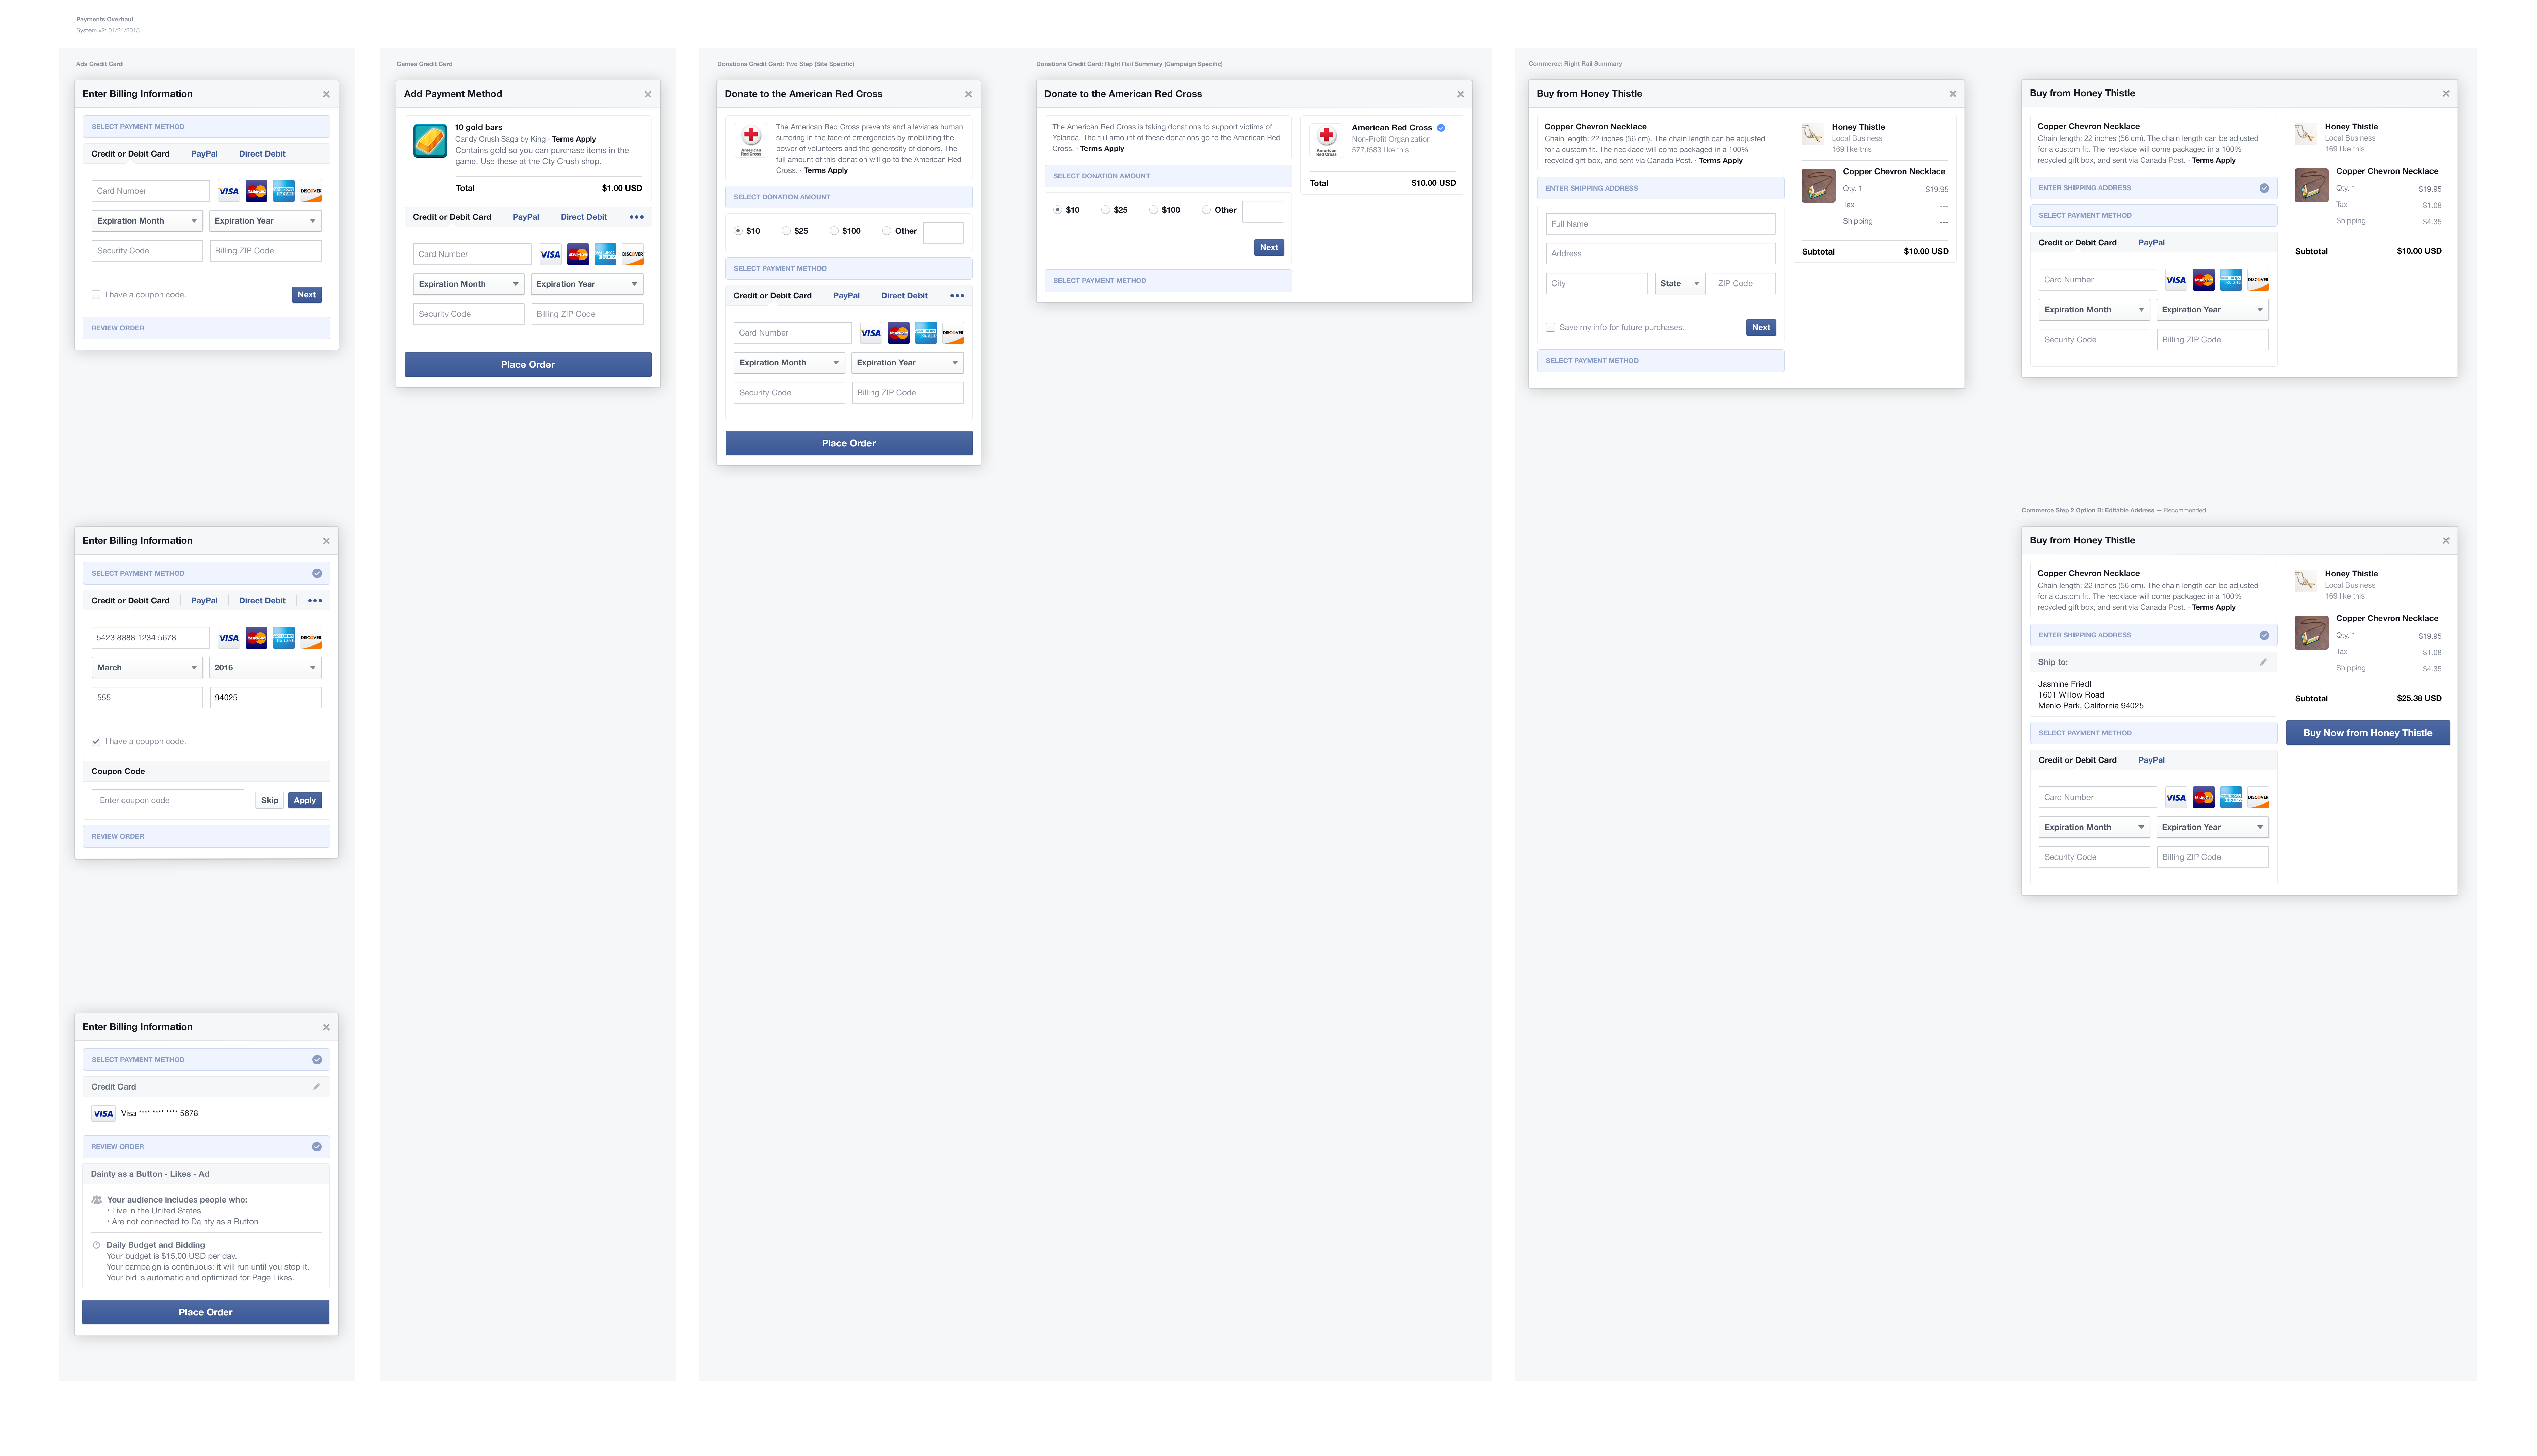 Payments Overhaul
System v2: 01/24/2013
Ads Credit Card
Enter Billing Information
SELECT PAYMENT METHOD
Credit or Debit Card PayPal Direct Debit
Card Number VISA MasterCard DISCOVER
Expiration Month Expiration Year
Security Code Billing ZIP Code
I have a coupon code. Next
REVIEW ORDER
Enter Billing Information
SELECT PAYMENT METHOD
Credit or Debit Card PayPal Direct Debit
5423 8888 1234 5678 VISA MasterCard DISCOVER
March 2016
555 94025
I have a coupon code.
Coupon Code
Enter coupon code Skip Apply
REVIEW ORDER
Enter Billing Information
SELECT PAYMENT METHOD
Credit Card
VISA Visa **** **** **** 5678
REVIEW ORDER
Dainty as a Button - Likes - Ad
Your audience includes people who:
· Live in the United States
· Are not connected to Dainty as a Button
Daily Budget and Bidding
Your budget is $15.00 USD per day.
Your campaign is continuous; it will run until you stop it.
Your bid is automatic and optimized for Page Likes.
Place Order
Games Credit Card
Add Payment Method
10 gold bars
Candy Crush Saga by King · Terms Apply
Contains gold so you can purchase items in the
game. Use these at the Cty Crush shop.
Total $1.00 USD
Credit or Debit Card PayPal Direct Debit
Card Number VISA MasterCard DISCOVER
Expiration Month Expiration Year
Security Code Billing ZIP Code
Place Order
Donations Credit Card: Two Step (Site Specific)
Donate to the American Red Cross
American
Red Cross
The American Red Cross prevents and alleviates human
suffering in the face of emergencies by mobilizing the
power of volunteers and the generosity of donors. The
full amount of this donation will go to the American Red
Cross. · Terms Apply
SELECT DONATION AMOUNT
$10 $25 $100 Other
SELECT PAYMENT METHOD
Credit or Debit Card PayPal Direct Debit
Card Number VISA MasterCard DISCOVER
Expiration Month Expiration Year
Security Code Billing ZIP Code
Place Order
Donations Credit Card: Right Rail Summary (Campaign Specific)
Donate to the American Red Cross
The American Red Cross is taking donations to support victims of
Yolanda. The full amount of these donations go to the American Red
Cross. · Terms Apply
SELECT DONATION AMOUNT
$10 $25 $100 Other
Next
SELECT PAYMENT METHOD
American
Red Cross
American Red Cross
Non-Profit Organization
577,t583 like this
Total $10.00 USD
Commerce: Right Rail Summary
Buy from Honey Thistle
Copper Chevron Necklace
Chain length: 22 inches (56 cm). The chain length can be adjusted
for a custom fit. The necklace will come packaged in a 100%
recycled gift box, and sent via Canada Post. · Terms Apply
ENTER SHIPPING ADDRESS
Full Name
Address
City State ZIP Code
Save my info for future purchases. Next
SELECT PAYMENT METHOD
Honey Thistle
Local Business
169 like this
Copper Chevron Necklace
Qty. 1 $19.95
Tax ---
Shipping ---
Subtotal $10.00 USD
Buy from Honey Thistle
Copper Chevron Necklace
Chain length: 22 inches (56 cm). The chain length can be adjusted
for a custom fit. The necklace will come packaged in a 100%
recycled gift box, and sent via Canada Post. · Terms Apply
ENTER SHIPPING ADDRESS
SELECT PAYMENT METHOD
Credit or Debit Card PayPal
Card Number VISA MasterCard DISCOVER
Expiration Month Expiration Year
Security Code Billing ZIP Code
Honey Thistle
Local Business
169 like this
Copper Chevron Necklace
Qty. 1 $19.95
Tax $1.08
Shipping $4.35
Subtotal $10.00 USD
Commerce Step 2 Option B: Editable Address — Recommended
Buy from Honey Thistle
Copper Chevron Necklace
Chain length: 22 inches (56 cm). The chain length can be adjusted
for a custom fit. The necklace will come packaged in a 100%
recycled gift box, and sent via Canada Post. · Terms Apply
ENTER SHIPPING ADDRESS
Ship to:
Jasmine Friedl
1601 Willow Road
Menlo Park, California 94025
SELECT PAYMENT METHOD
Credit or Debit Card PayPal
Card Number VISA MasterCard DISCOVER
Expiration Month Expiration Year
Security Code Billing ZIP Code
Honey Thistle
Local Business
169 like this
Copper Chevron Necklace
Qty. 1 $19.95
Tax $1.08
Shipping $4.35
Subtotal $25.38 USD
Buy Now from Honey Thistle